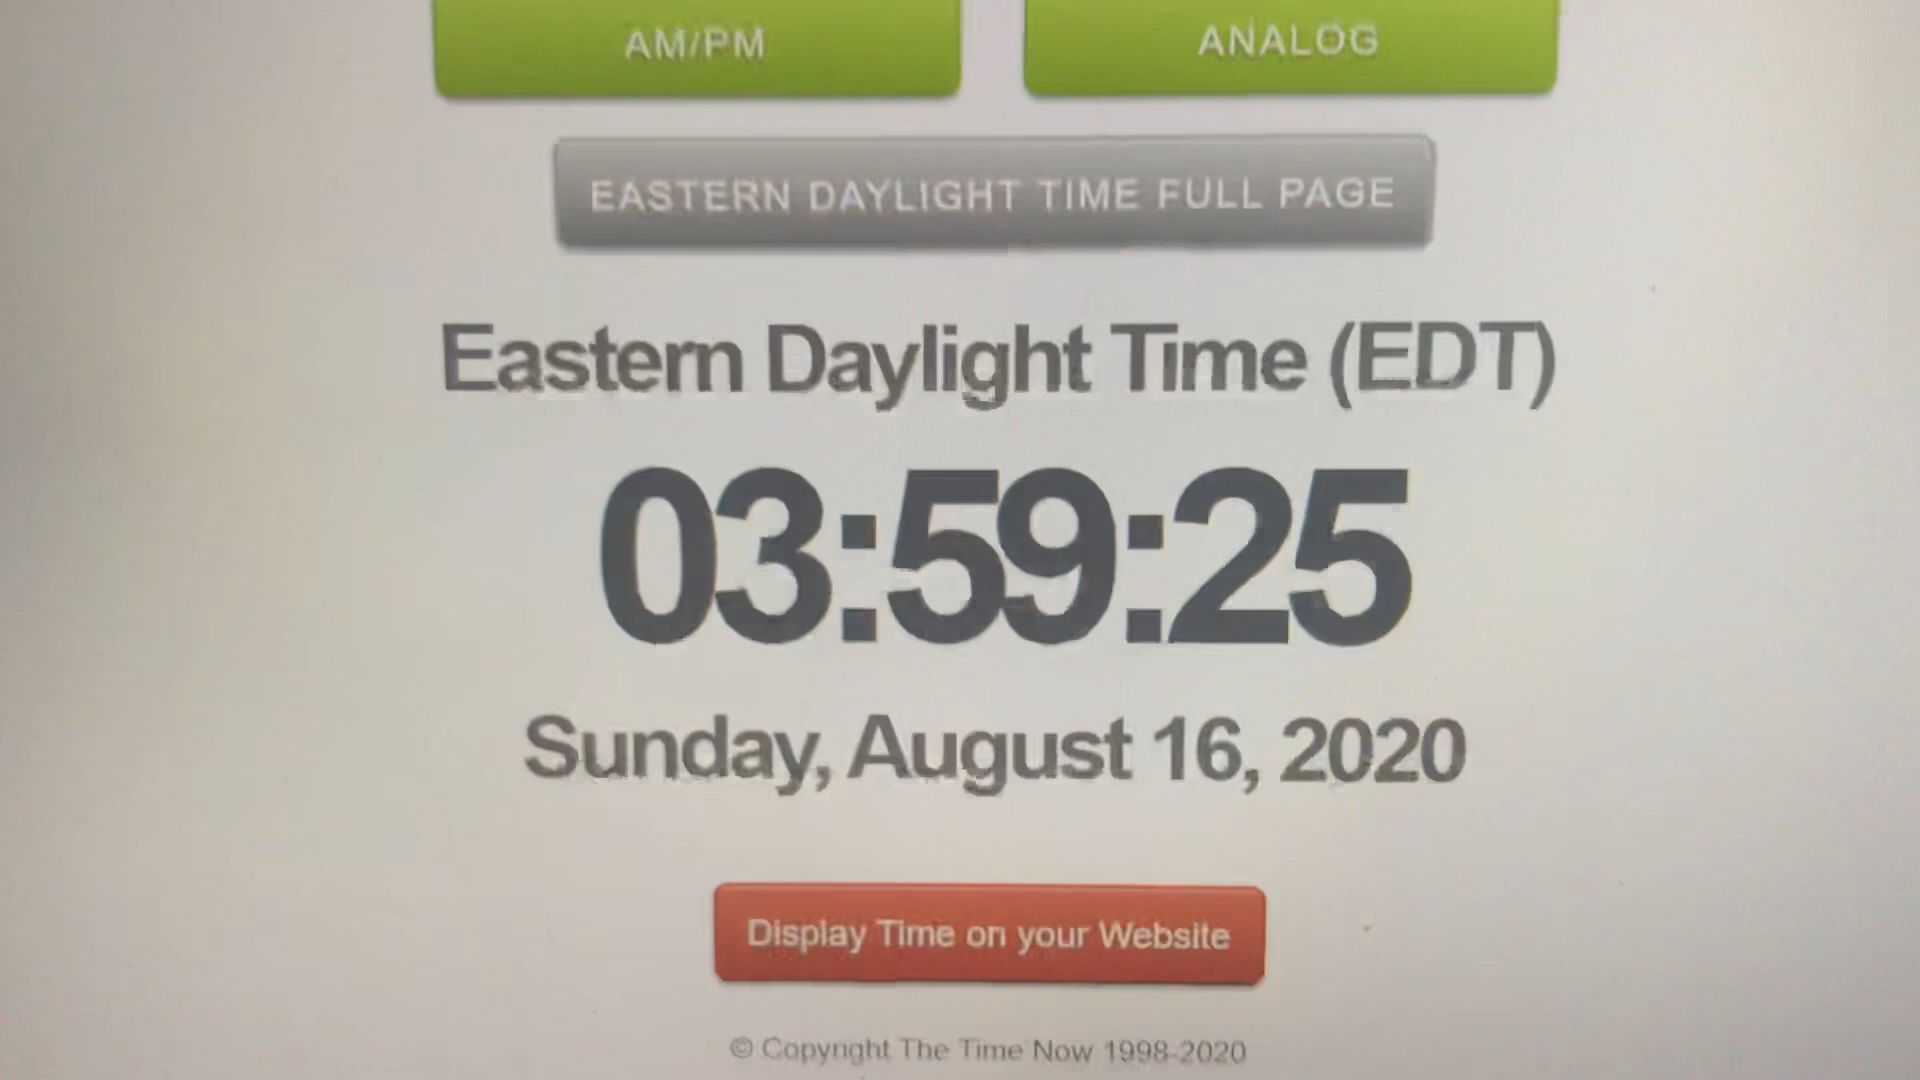 AM/PM ANALOG
EASTERN DAYLIGHT TIME FULL PAGE
Eastern Daylight Time (EDT)
03:59:25
Sunday, August 16, 2020
Display Time on your Website
© Copyright The Time Now 1998-2020